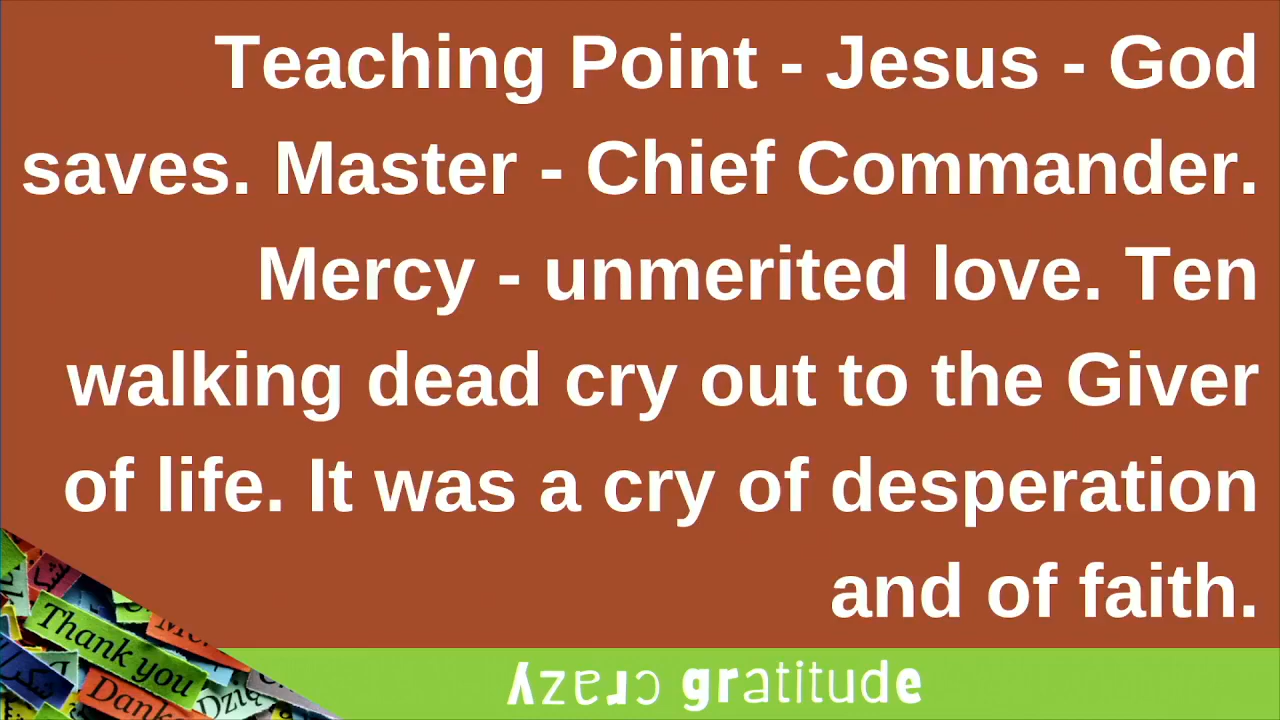 Teaching Point - Jesus - God
saves. Master - Chief Commander.
Mercy - unmerited love. Ten
walking dead cry out to the Giver
of life. It was a cry of desperation
and of faith.
Thank you
crazy gratitude